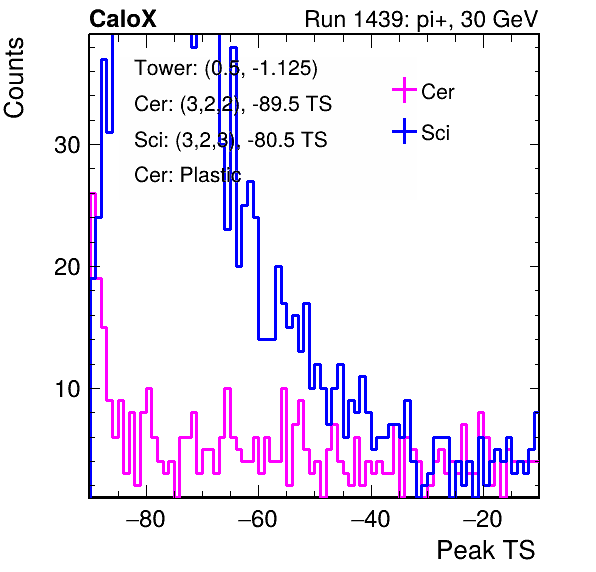 CaloX Run 1439: pi+, 30 GeV
Counts
Tower: (0.5, -1.125)
Cer: (3,2,2), -89.5 TS
Sci: (3,2,3), -80.5 TS
Cer: Plastic
Cer
Sci
30
20
10
−80 −60 −40 −20
Peak TS